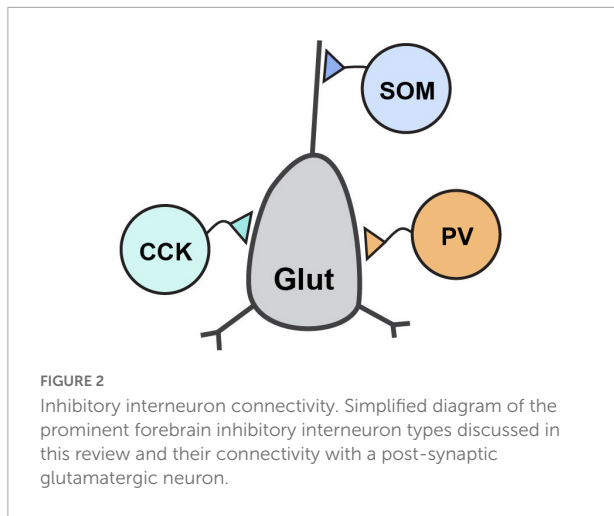 SOM
CCK
PV
Glut
FIGURE 2
Inhibitory interneuron connectivity. Simplified diagram of the
prominent forebrain inhibitory interneuron types discussed in
this review and their connectivity with a post-synaptic
glutamatergic neuron.